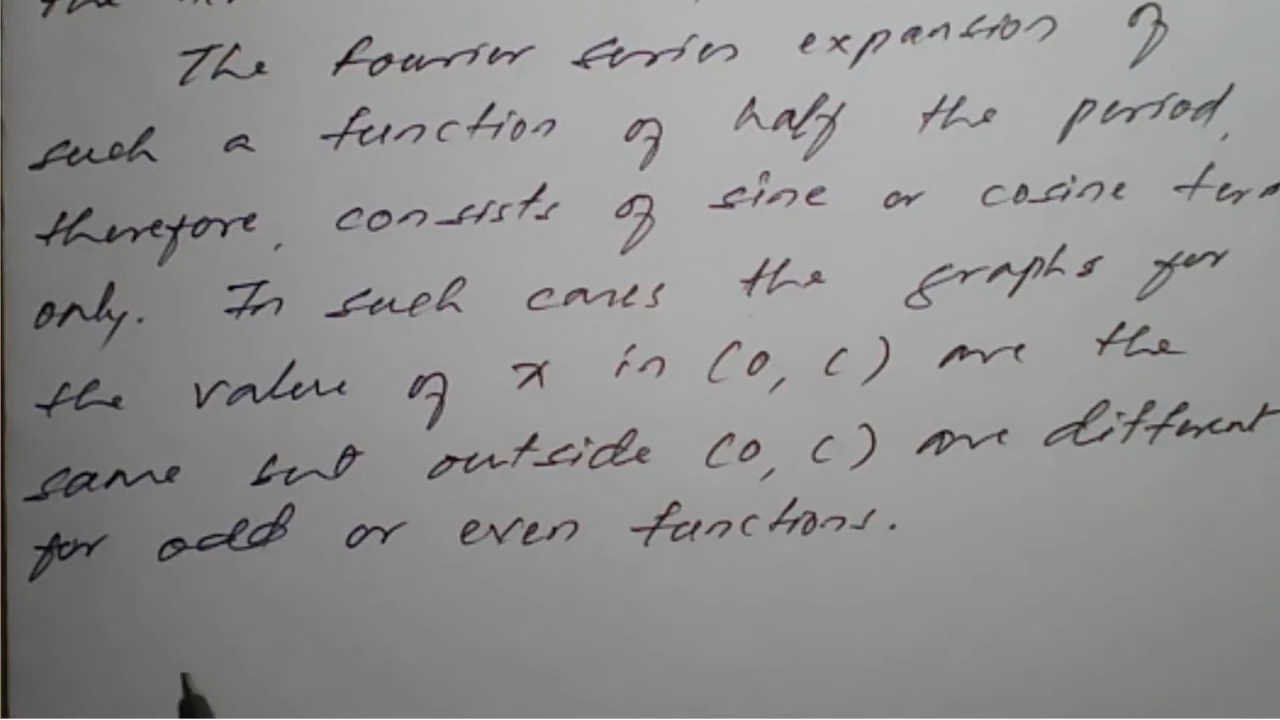 the
The fourier series expansion of
such a function of half the period,
therefore, consists of sine or cosine term
only. In such cases the graphs for
the value of x in (0, c) are the
same but outside (0, c) are different
for odd or even functions.